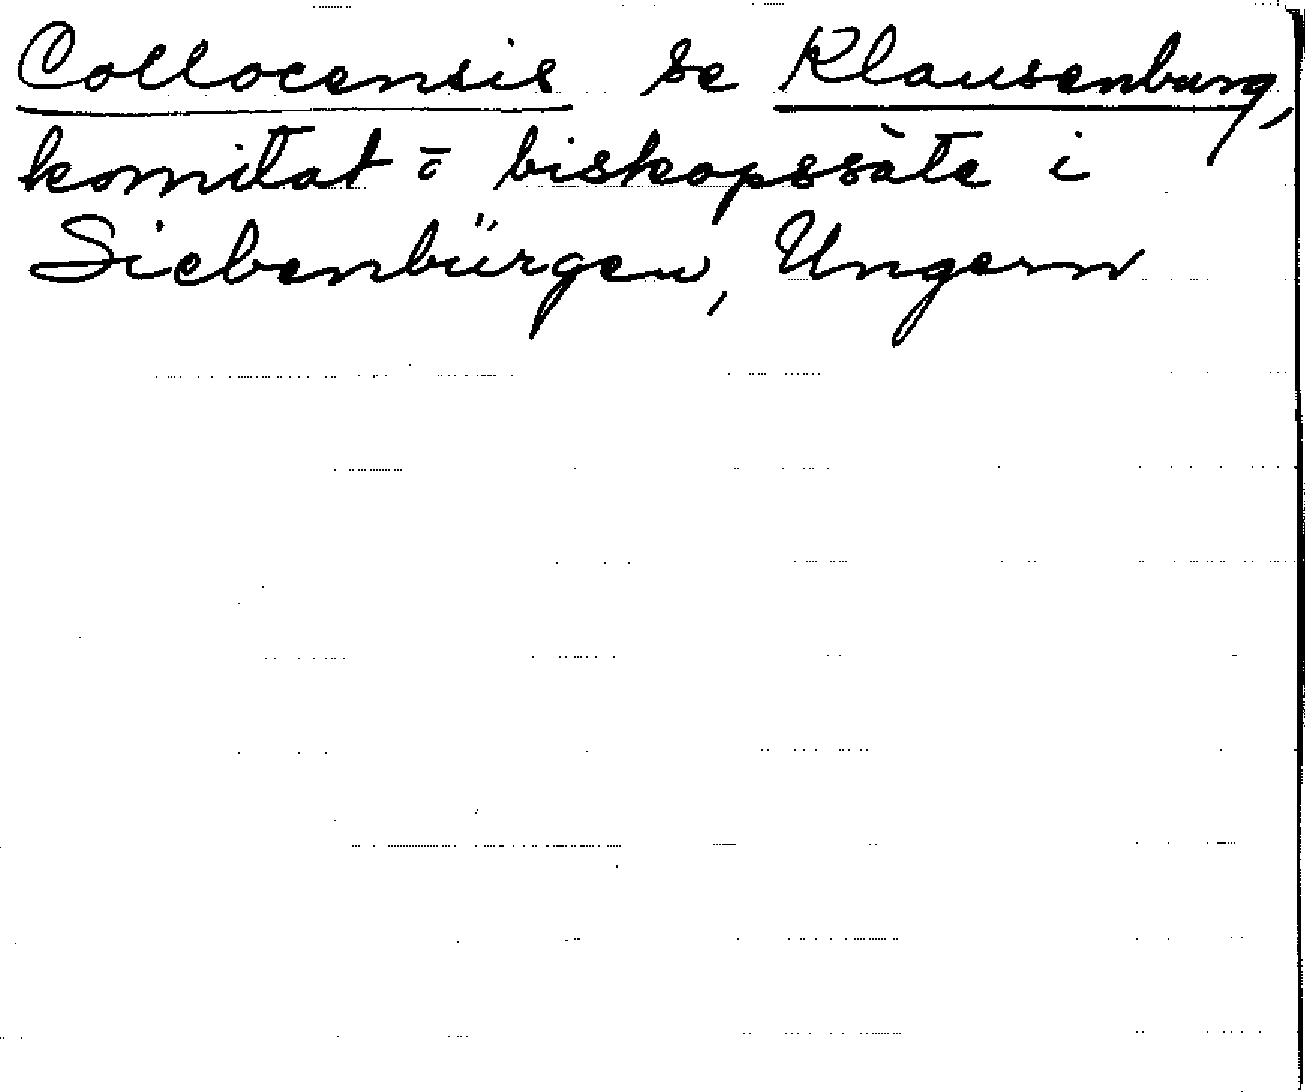 Collocensis se Klausenburg,
komitat o biskopssäte i
Siebenbürgen, Ungern